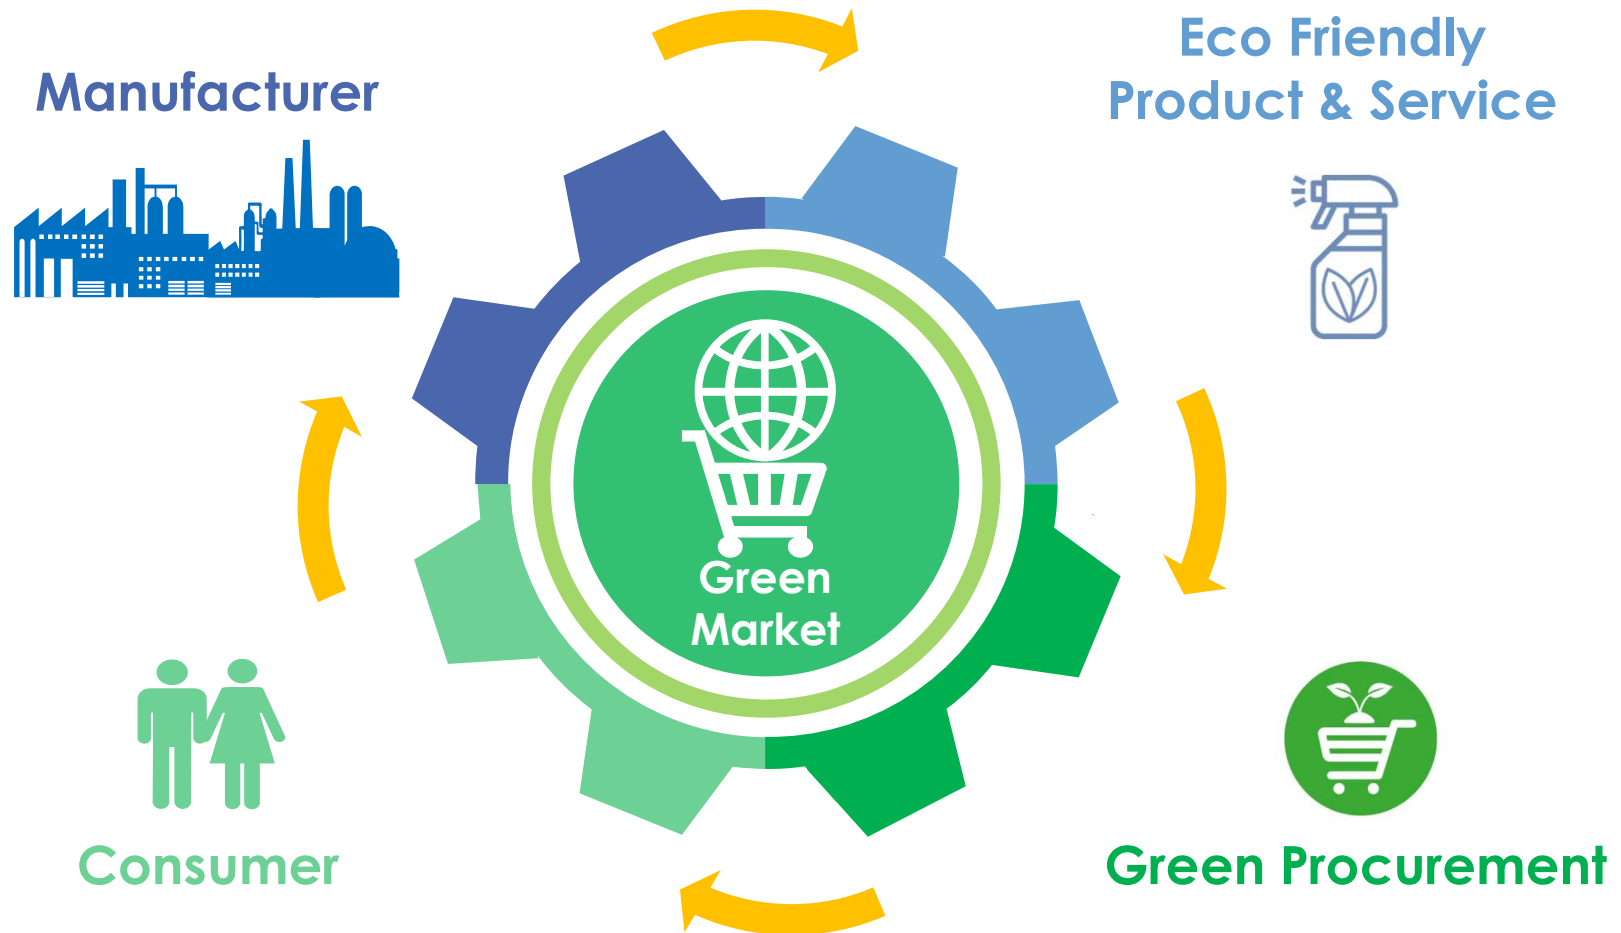 Manufacturer
Eco Friendly
Product & Service
Green
Market
Consumer
Green Procurement